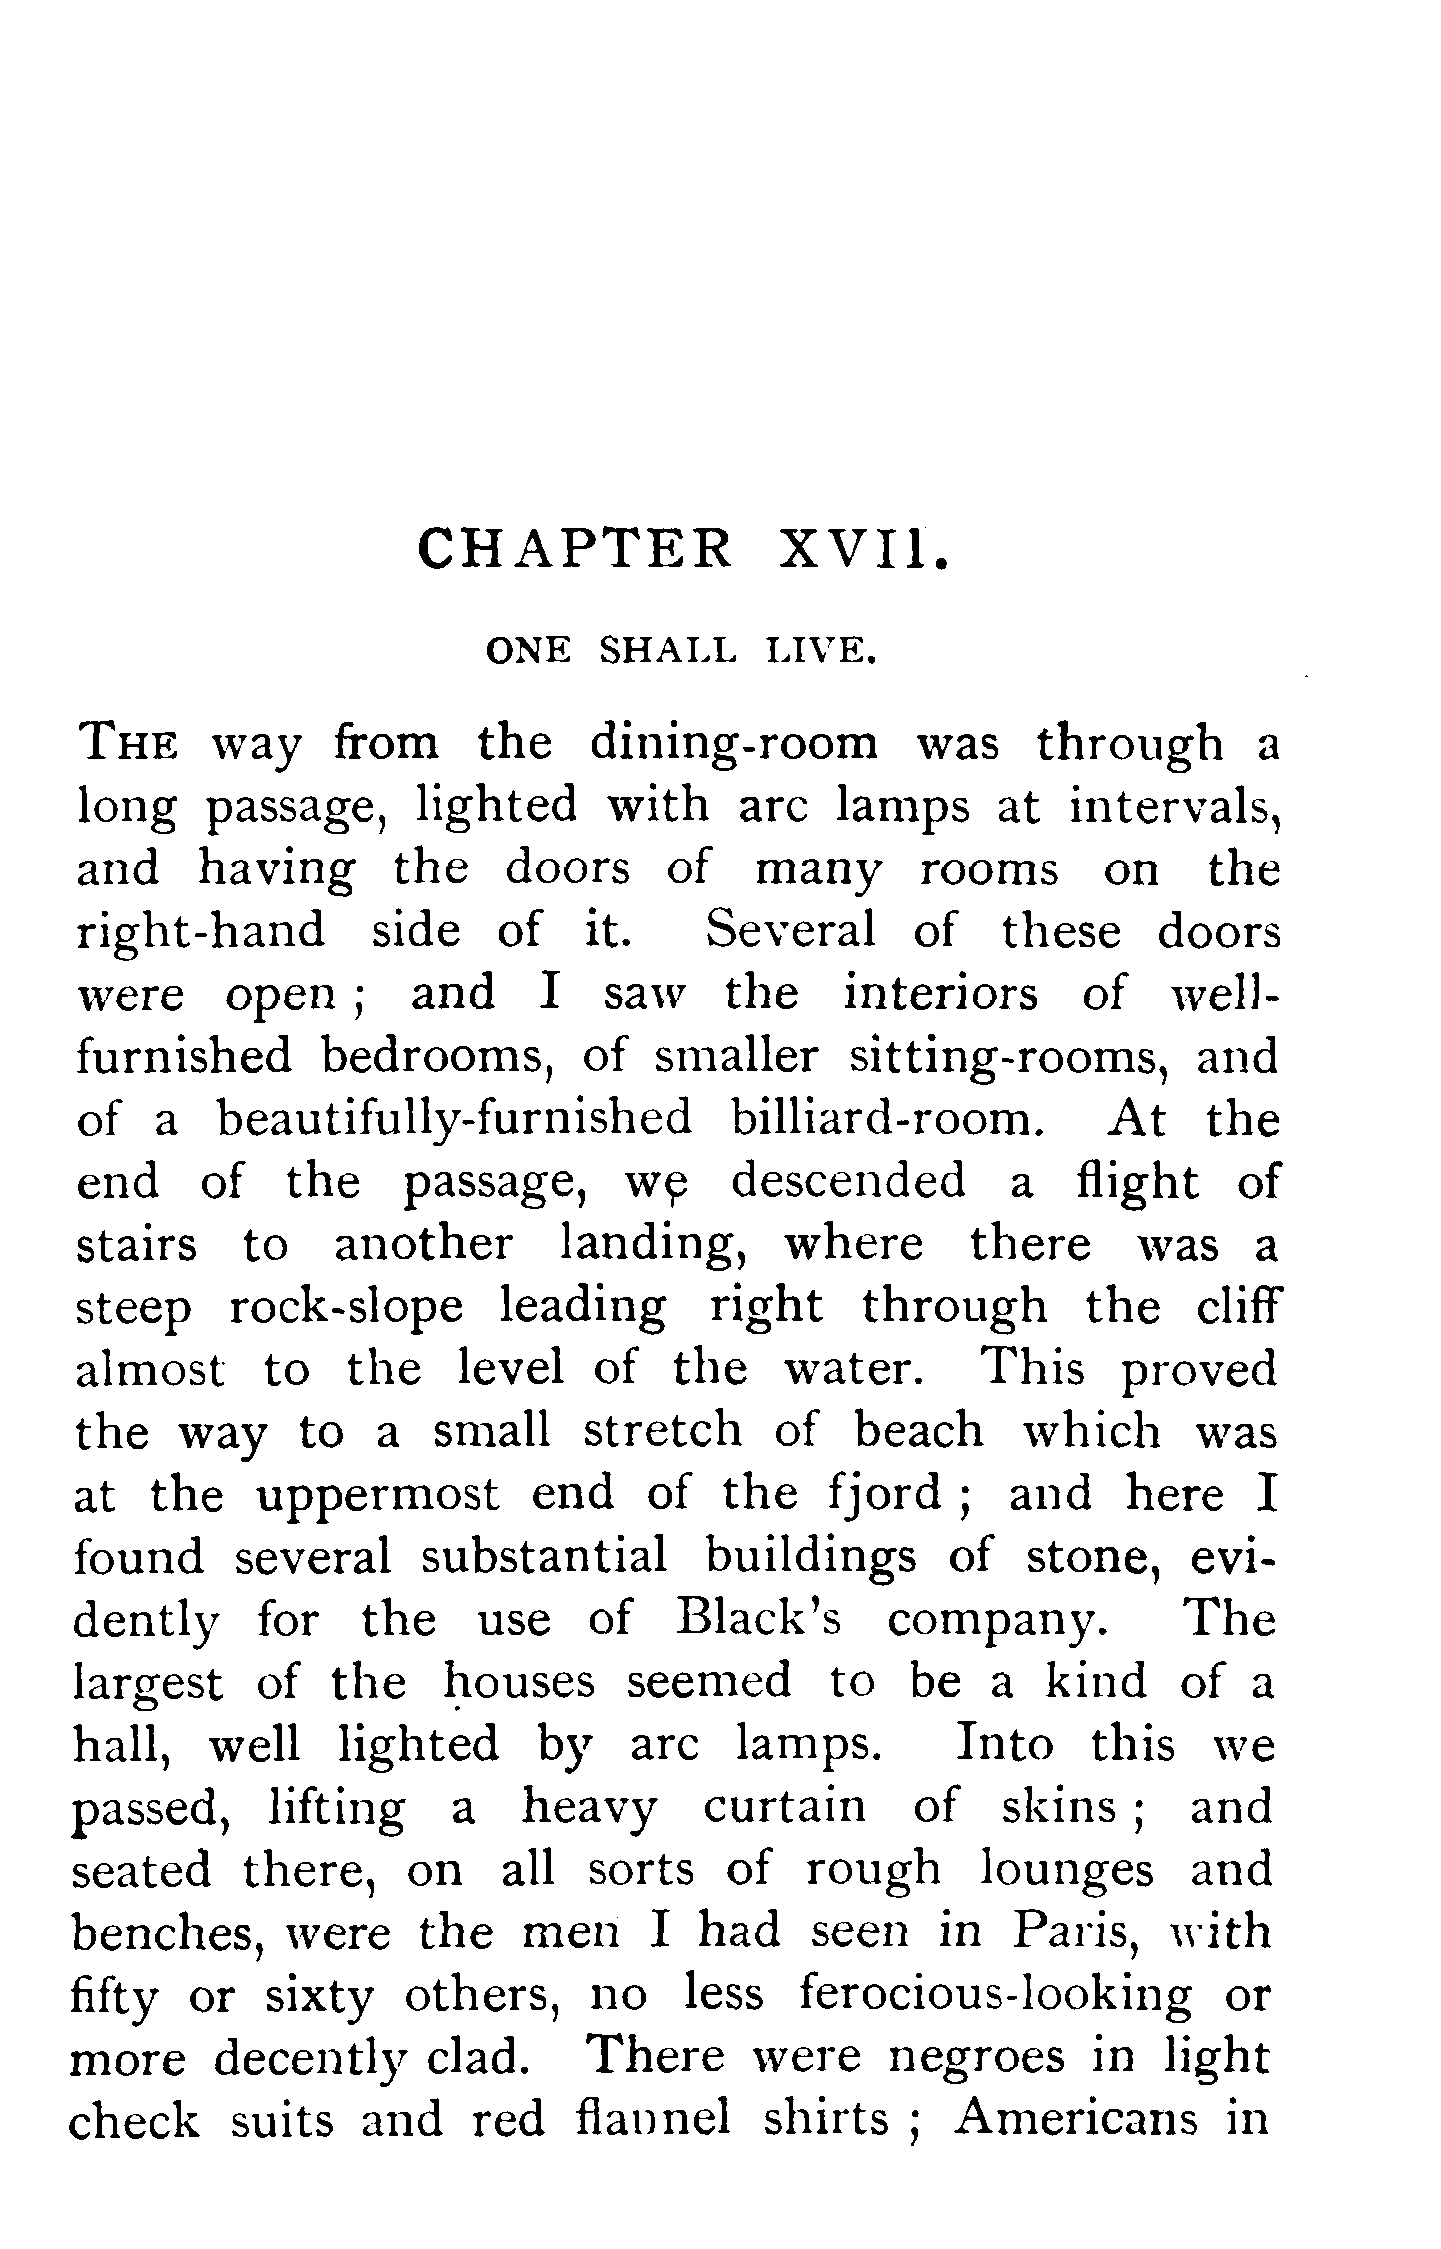 CHAPTER XVII.
ONE SHALL LIVE.
THE way from the dining-room was through a
long passage, lighted with arc lamps at intervals,
and having the doors of many rooms on the
right-hand side of it. Several of these doors
were open ; and I saw the interiors of well-
furnished bedrooms, of smaller sitting-rooms, and
of a beautifully-furnished billiard-room. At the
end of the passage, we descended a flight of
stairs to another landing, where there was a
steep rock-slope leading right through the cliff
almost to the level of the water. This proved
the way to a small stretch of beach which was
at the uppermost end of the fjord ; and here I
found several substantial buildings of stone, evi-
dently for the use of Black's company. The
largest of the houses seemed to be a kind of a
hall, well lighted by arc lamps. Into this we
passed, lifting a heavy curtain of skins ; and
seated there, on all sorts of rough lounges and
benches, were the men I had seen in Paris, with
fifty or sixty others, no less ferocious-looking or
more decently clad. There were negroes in light
check suits and red flannel shirts ; Americans in